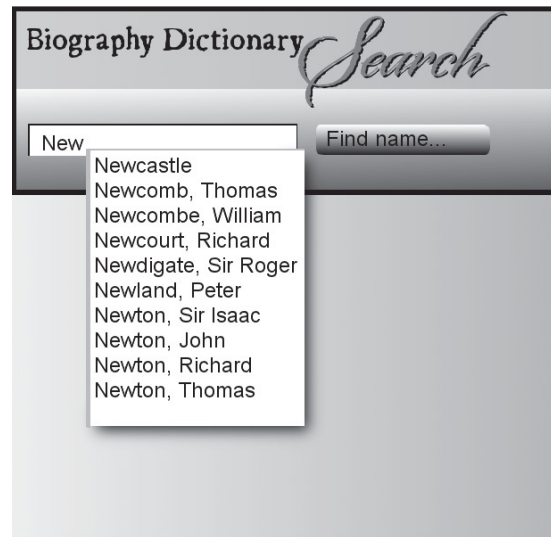 Biography Dictionary Search
New
Find name...
Newcastle
Newcomb, Thomas
Newcombe, William
Newcourt, Richard
Newdigate, Sir Roger
Newland, Peter
Newton, Sir Isaac
Newton, John
Newton, Richard
Newton, Thomas